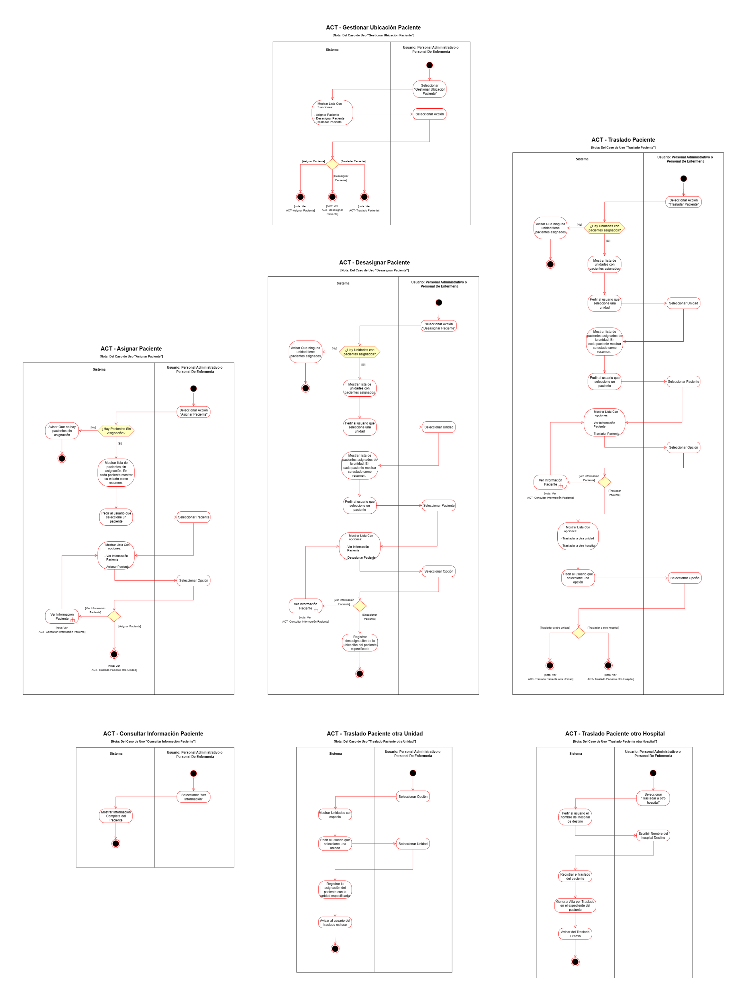 ACT - Gestionar Ubicación Paciente
[Nota: Del Caso de Uso "Gestionar Ubicación Paciente"]
Sistema
Usuario: Personal Administrativo o
Personal De Enfermeria
Seleccionar
"Gestionar Ubicación
Paciente"
Mostrar Lista Con
3 acciones:
- Asignar Paciente
- Desasignar Paciente
- Trasladar Paciente
Seleccionar Acción
[Asignar Paciente]
[Trasladar Paciente]
[Desasignar
Paciente]
[nota: Ver
ACT- Asignar Paciente]
[nota: Ver
ACT- Desasignar
Paciente]
[nota: Ver
ACT- Traslado Paciente]
ACT - Traslado Paciente
[Nota: Del Caso de Uso "Traslado Paciente"]
Sistema
Usuario: Personal Administrativo o
Personal De Enfermeria
Seleccionar Acción
"Trasladar Paciente"
¿Hay Unidades con
pacientes asignados?
[No]
Avisar Que ninguna
unidad tiene
pacientes asignados
[Si]
Mostrar lista de
unidades con
pacientes asignados
Pedir al usuario que
seleccione una
unidad
Seleccionar Unidad
Mostrar lista de
pacientes asignados de
la unidad. En
cada paciente mostrar
su estado como
resumen.
Pedir al usuario que
seleccione un
paciente
Seleccionar Paciente
Mostrar Lista Con
opciones:
- Ver Información
Paciente
- Trasladar Paciente
Seleccionar Opción
[Ver Información
Paciente]
Ver Información
Paciente
[nota: Ver
ACT- Consultar Información Paciente]
[Trasladar
Paciente]
Mostrar Lista Con
opciones:
- Trasladar a otra unidad
- Trasladar a otro hospital
Pedir al usuario que
seleccione una
opción
Seleccionar Opción
[Trasladar a otra unidad]
[Trasladar a otro hospital]
[nota: Ver
ACT- Traslado Paciente otra Unidad]
[nota: Ver
ACT- Traslado Paciente otro Hospital]
ACT - Desasignar Paciente
[Nota: Del Caso de Uso "Desasignar Paciente"]
Sistema
Usuario: Personal Administrativo o
Personal De Enfermeria
Seleccionar Acción
"Desasignar Paciente"
¿Hay Unidades con
pacientes asignados?
[No]
Avisar Que ninguna
unidad tiene
pacientes asignados
[Si]
Mostrar lista de
unidades con
pacientes asignados
Pedir al usuario que
seleccione una
unidad
Seleccionar Unidad
Mostrar lista de
pacientes asignados de
la unidad. En
cada paciente mostrar
su estado como
resumen.
Pedir al usuario que
seleccione un
paciente
Seleccionar Paciente
Mostrar Lista Con
opciones:
- Ver Información
Paciente
- Desasignar Paciente
Seleccionar Opción
[Ver Información
Paciente]
Ver Información
Paciente
[nota: Ver
ACT- Consultar Información Paciente]
[Desasignar
Paciente]
Registrar
desasignación de la
ubicación del paciente
especificado
ACT - Asignar Paciente
[Nota: Del Caso de Uso "Asignar Paciente"]
Sistema
Usuario: Personal Administrativo o
Personal De Enfermeria
Seleccionar Acción
"Asignar Paciente"
¿Hay Pacientes Sin
Asignación?
[No]
Avisar Que no hay
pacientes sin
asignación
[Si]
Mostrar lista de
pacientes sin
asignación. En
cada paciente mostrar
su estado como
resumen.
Pedir al usuario que
seleccione un
paciente
Seleccionar Paciente
Mostrar Lista Con
opciones:
- Ver Información
Paciente
- Asignar Paciente
Seleccionar Opción
[Ver Información
Paciente]
Ver Información
Paciente
[nota: Ver
ACT- Consultar Información Paciente]
[Asignar Paciente]
[nota: Ver
ACT- Traslado Paciente otra Unidad]
ACT - Consultar Información Paciente
[Nota: Del Caso de Uso "Consultar Información Paciente"]
Sistema
Usuario: Personal Administrativo o
Personal De Enfermeria
Seleccionar "Ver
Información"
Mostrar Información
Completa del
Paciente
ACT - Traslado Paciente otra Unidad
[Nota: Del Caso de Uso "Traslado Paciente otra Unidad"]
Sistema
Usuario: Personal Administrativo o
Personal De Enfermeria
Seleccionar Opción
Mostrar Unidades con
espacio
Pedir al usuario que
seleccione una
unidad
Seleccionar Unidad
Registrar la
asignación del
paciente con la
unidad especificada
Avisar al usuario del
traslado exitoso
ACT - Traslado Paciente otro Hospital
[Nota: Del Caso de Uso "Traslado Paciente otra Hospital"]
Sistema
Usuario: Personal Administrativo o
Personal De Enfermeria
Seleccionar
"Trasladar a otro
hospital"
Pedir al usuario el
nombre del hospital
de destino
Escribir Nombre del
hospital Destino
Registrar el traslado
del paciente
Generar Alta por Traslado
en el expediente del
paciente
Avisar del Traslado
Exitoso